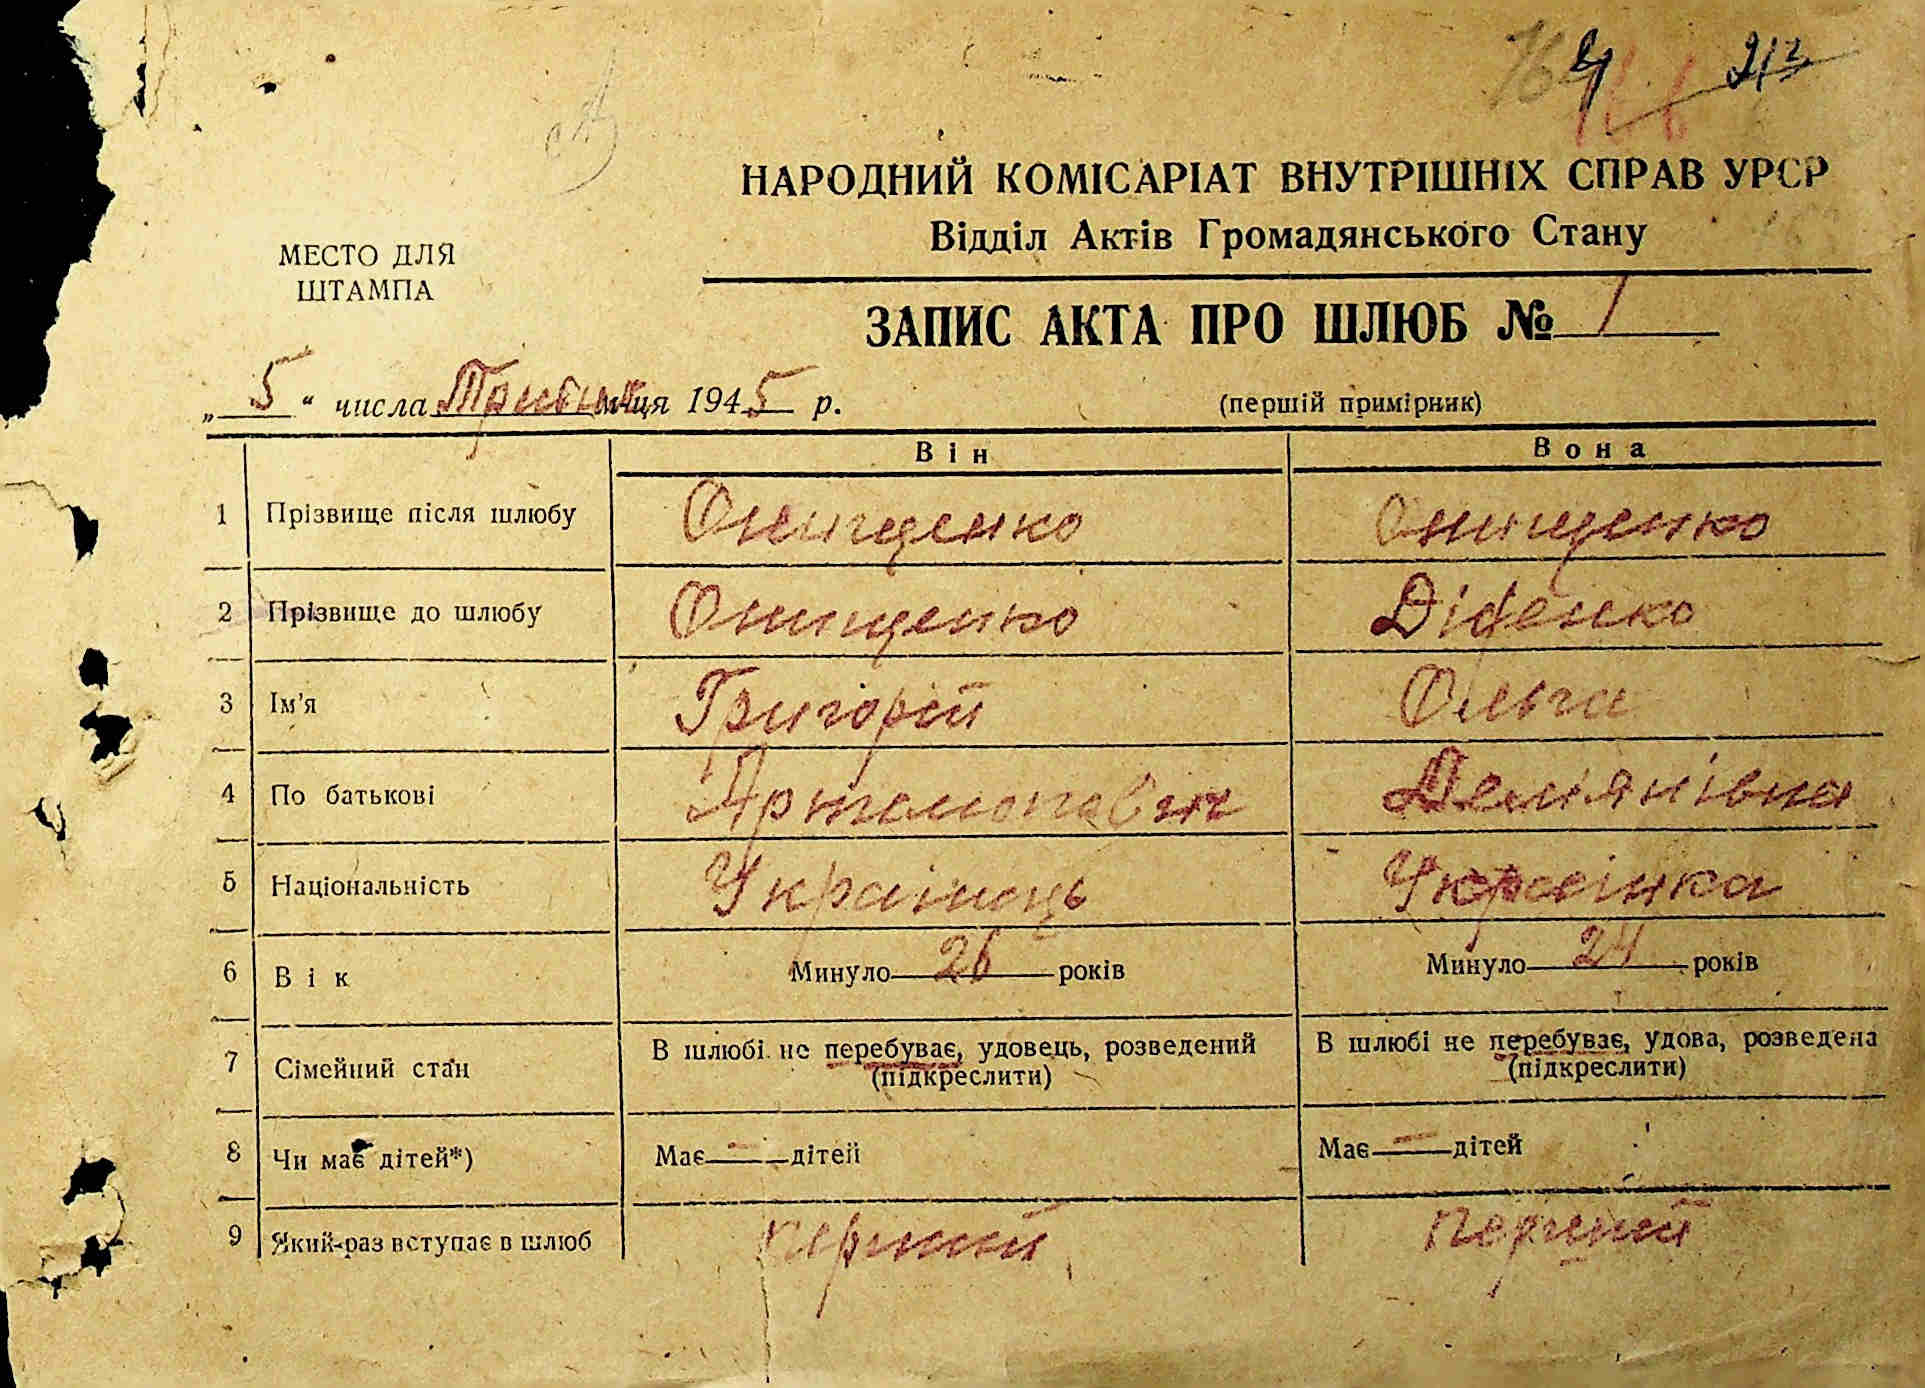 213
НАРОДНИЙ КОМІСАРІАТ ВНУТРІШНІХ СПРАВ УРСР
Відділ Актів Громадянського Стану
МЕСТО ДЛЯ
ШТАМПА
ЗАПИС АКТА ПРО ШЛЮБ № 1
„ 5 “ числа м-ця 1945 р.
(першій примірник)
Він Вона
1 Прізвище після шлюбу Онищенко Онищенко
2 Прізвище до шлюбу Онищенко Діденко
3 Ім'я Григорій Ольга
4 По батькові Артамонович Демянівна
5 Національність Українець Українка
6 Вік Минуло 26 років Минуло 24 років
7 Сімейний стан В шлюбі не перебуває, удовець, розведений В шлюбі не перебуває, удова, розведена
(підкреслити) (підкреслити)
8 Чи має дітей*) Має — дітей Має — дітей
9 Який раз вступає в шлюб перший перший